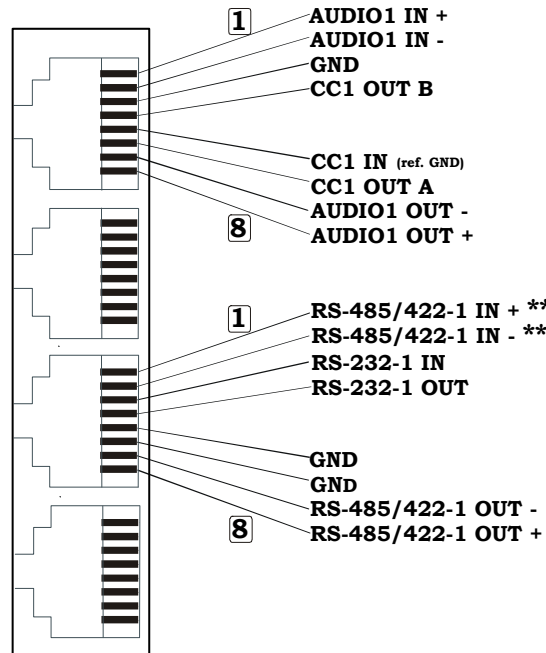 1
AUDIO1 IN +
AUDIO1 IN -
GND
CC1 OUT B
CC1 IN (ref. GND)
CC1 OUT A
AUDIO1 OUT -
8
AUDIO1 OUT +
1
RS-485/422-1 IN + **
RS-485/422-1 IN - **
RS-232-1 IN
RS-232-1 OUT
GND
GND
RS-485/422-1 OUT -
8
RS-485/422-1 OUT +